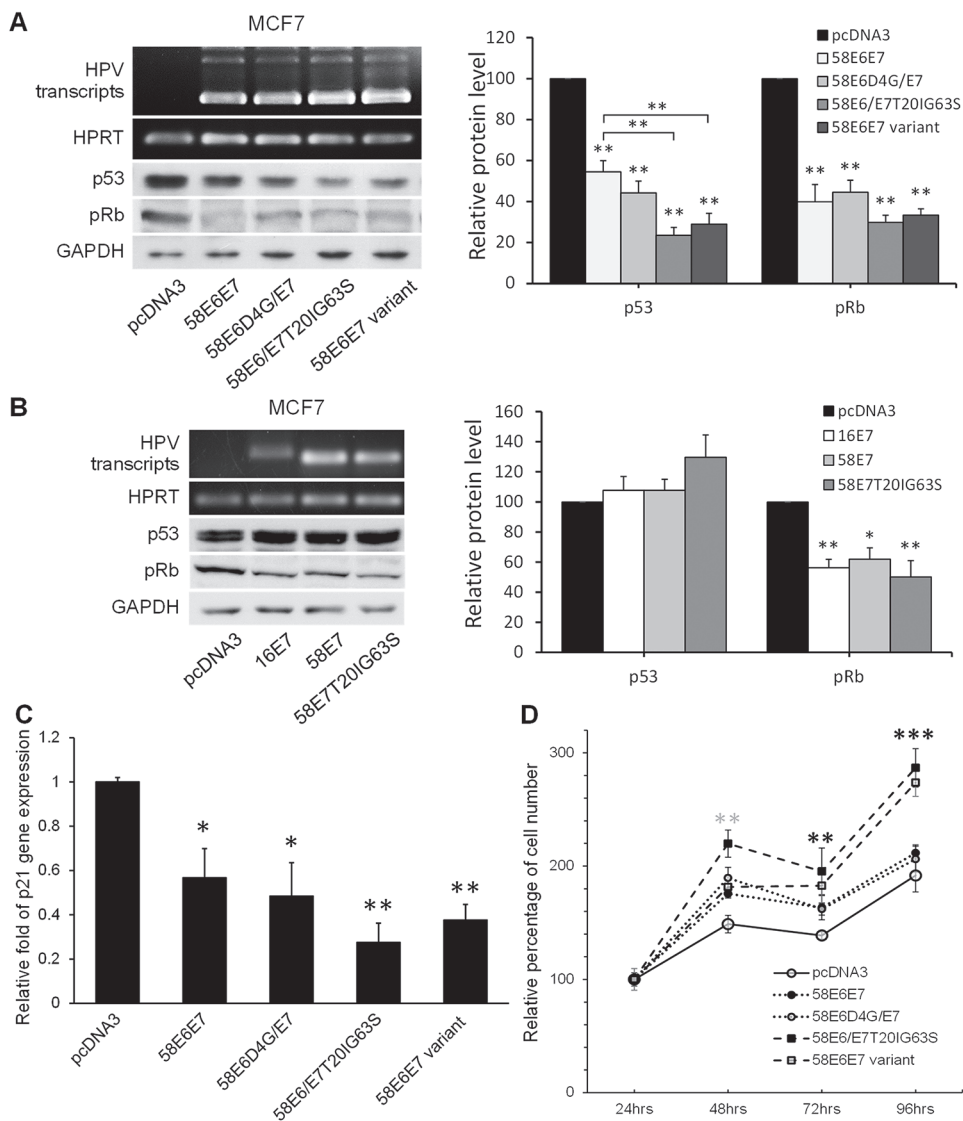 A
MCF7
HPV
transcripts
HPRT
p53
pRb
GAPDH
pcDNA3
58E6E7
58E6D4G/E7
58E6/E7T20IG63S
58E6E7 variant
Relative protein level
120
100
80
60
40
20
0
** ** ** **
**
**
** ** ** **
p53
pRb
pcDNA3
58E6E7
58E6D4G/E7
58E6/E7T20IG63S
58E6E7 variant
B
MCF7
HPV
transcripts
HPRT
p53
pRb
GAPDH
pcDNA3
16E7
58E7
58E7T20IG63S
Relative protein level
160
140
120
100
80
60
40
20
0
** * **
p53
pRb
pcDNA3
16E7
58E7
58E7T20IG63S
C
Relative fold of p21 gene expression
1.2
1
0.8
0.6
0.4
0.2
0
* * ** **
pcDNA3
58E6E7
58E6D4G/E7
58E6/E7T20IG63S
58E6E7 variant
D
Relative percentage of cell number
300
200
100
0
** ** ***
24hrs
48hrs
72hrs
96hrs
pcDNA3
58E6E7
58E6D4G/E7
58E6/E7T20IG63S
58E6E7 variant